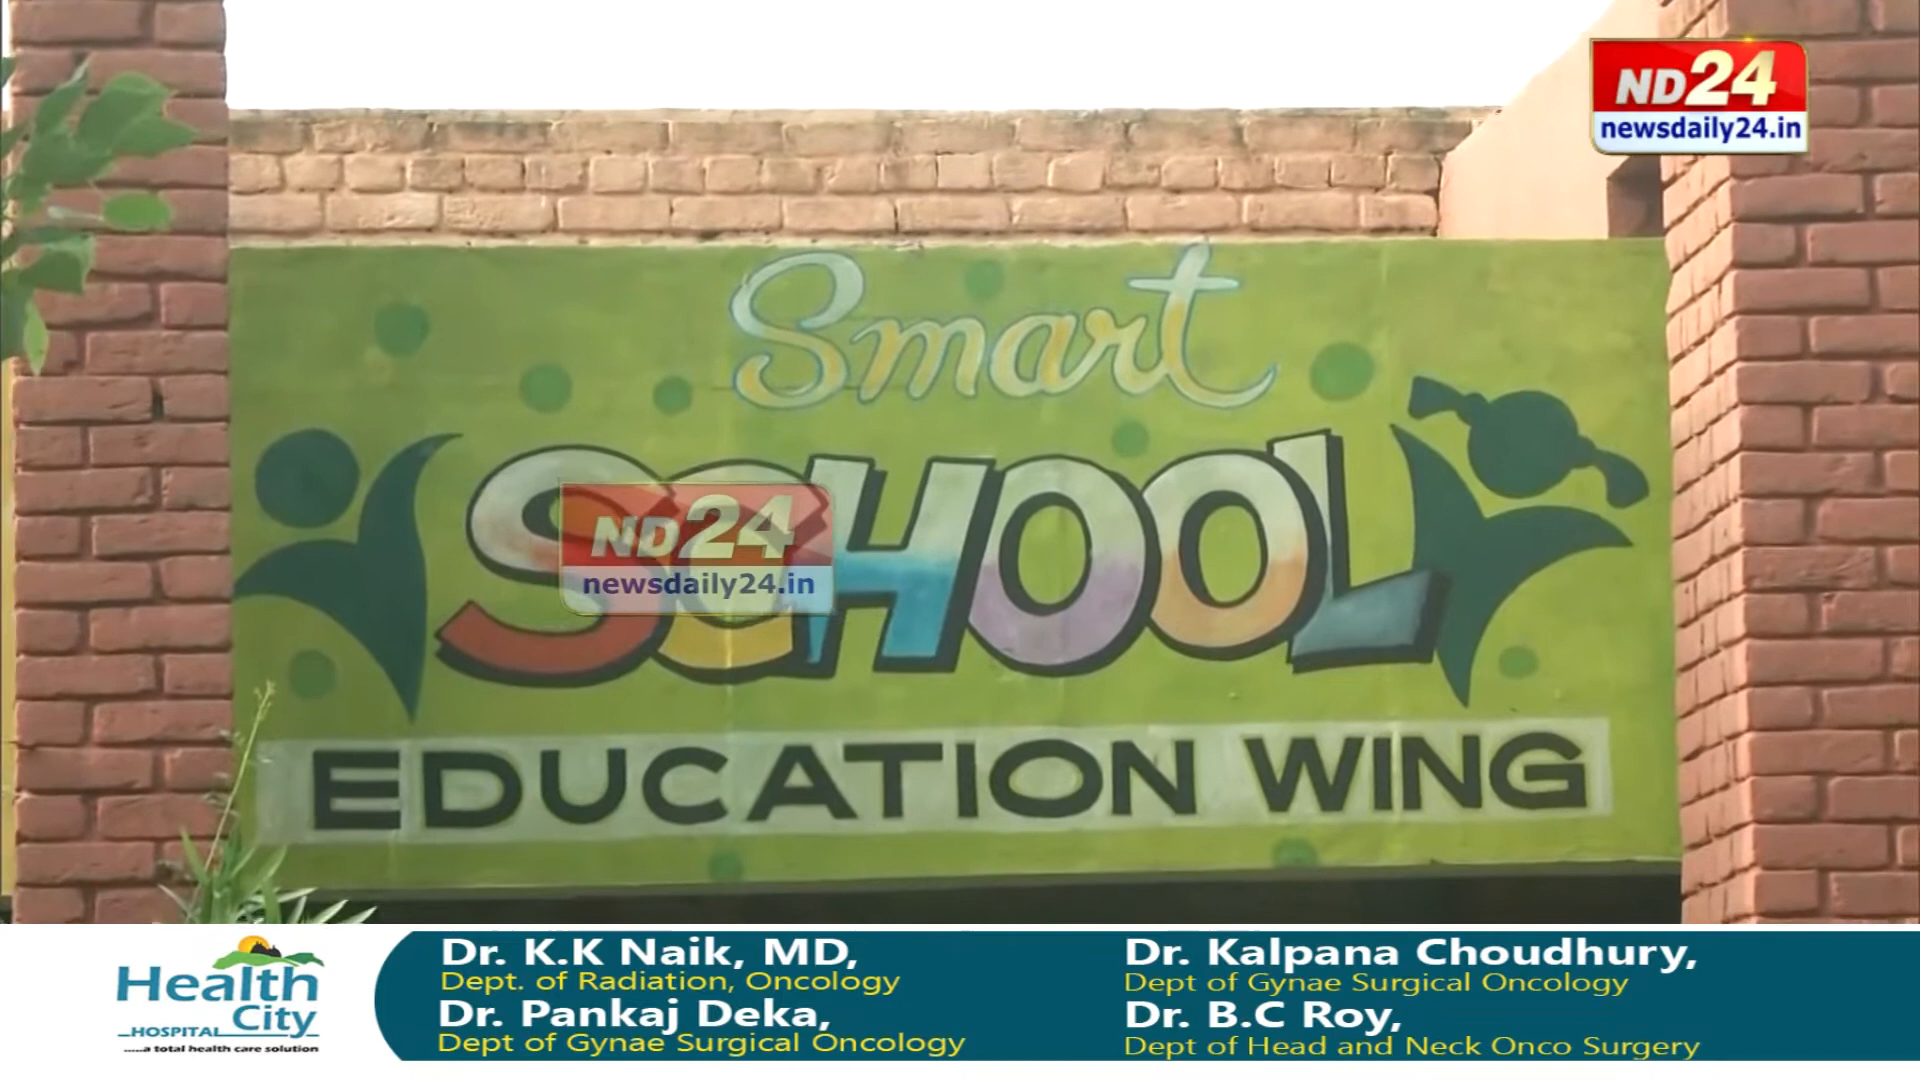 ND24
newsdaily24.in
Smart
SCHOOL
ND24
newsdaily24.in
EDUCATION WING
Health
City
HOSPITAL
.....a total health care solution
Dr. K.K Naik, MD,
Dept. of Radiation, Oncology
Dr. Pankaj Deka,
Dept of Gynae Surgical Oncology
Dr. Kalpana Choudhury,
Dept of Gynae Surgical Oncology
Dr. B.C Roy,
Dept of Head and Neck Onco Surgery